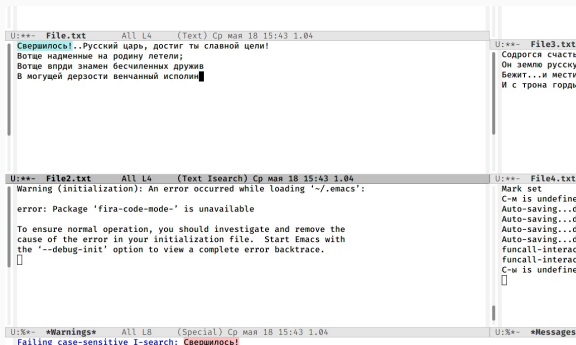 U:**-  File.txt       All L4     (Text) Ср мая 18 15:43 1.04
Свершилось!..Русский царь, достиг ты славной цели!
Вотще надменные на родину летели;
Вотще впрди знамен бесчиленных дружив
В могущей дерзости венчанный исполин
U:**-  File2.txt      All L4     (Text Isearch) Ср мая 18 15:43 1.04
Warning (initialization): An error occurred while loading ‘~/.emacs’:
error: Package ‘fira-code-mode-’ is unavailable
To ensure normal operation, you should investigate and remove the
cause of the error in your initialization file.  Start Emacs with
the ‘--debug-init’ option to view a complete error backtrace.
U:%*-  *Warnings*     All L8     (Special) Ср мая 18 15:43 1.04
Failing case-sensitive I-search: Свершилось!
U:**-  File3.txt
Содрогся счасть
Он землю русску
Бежит...и мести
И с трона горды
U:**-  File4.txt
Mark set
C-м is undefine
Auto-saving...d
Auto-saving...d
Auto-saving...d
Auto-saving...d
funcall-interac
funcall-interac
C-ы is undefine
U:%*-  *Messages